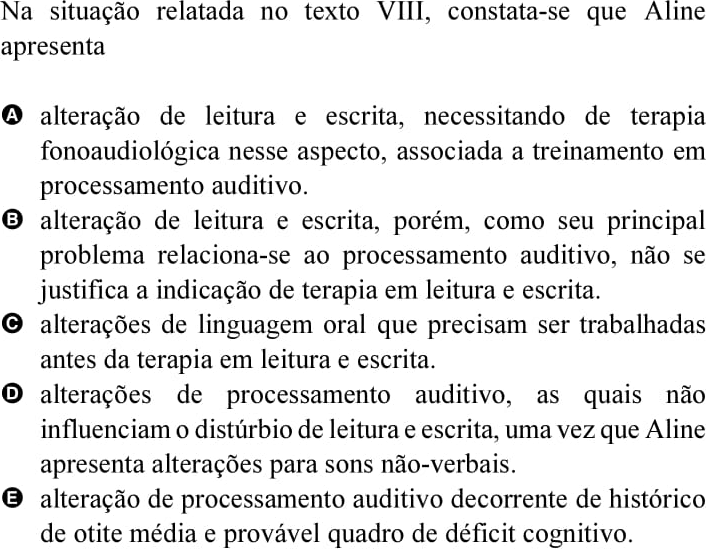 Na situação relatada no texto VIII, constata-se que Aline
apresenta
A alteração de leitura e escrita, necessitando de terapia
fonoaudiológica nesse aspecto, associada a treinamento em
processamento auditivo.
B alteração de leitura e escrita, porém, como seu principal
problema relaciona-se ao processamento auditivo, não se
justifica a indicação de terapia em leitura e escrita.
C alterações de linguagem oral que precisam ser trabalhadas
antes da terapia em leitura e escrita.
D alterações de processamento auditivo, as quais não
influenciam o distúrbio de leitura e escrita, uma vez que Aline
apresenta alterações para sons não-verbais.
E alteração de processamento auditivo decorrente de histórico
de otite média e provável quadro de déficit cognitivo.